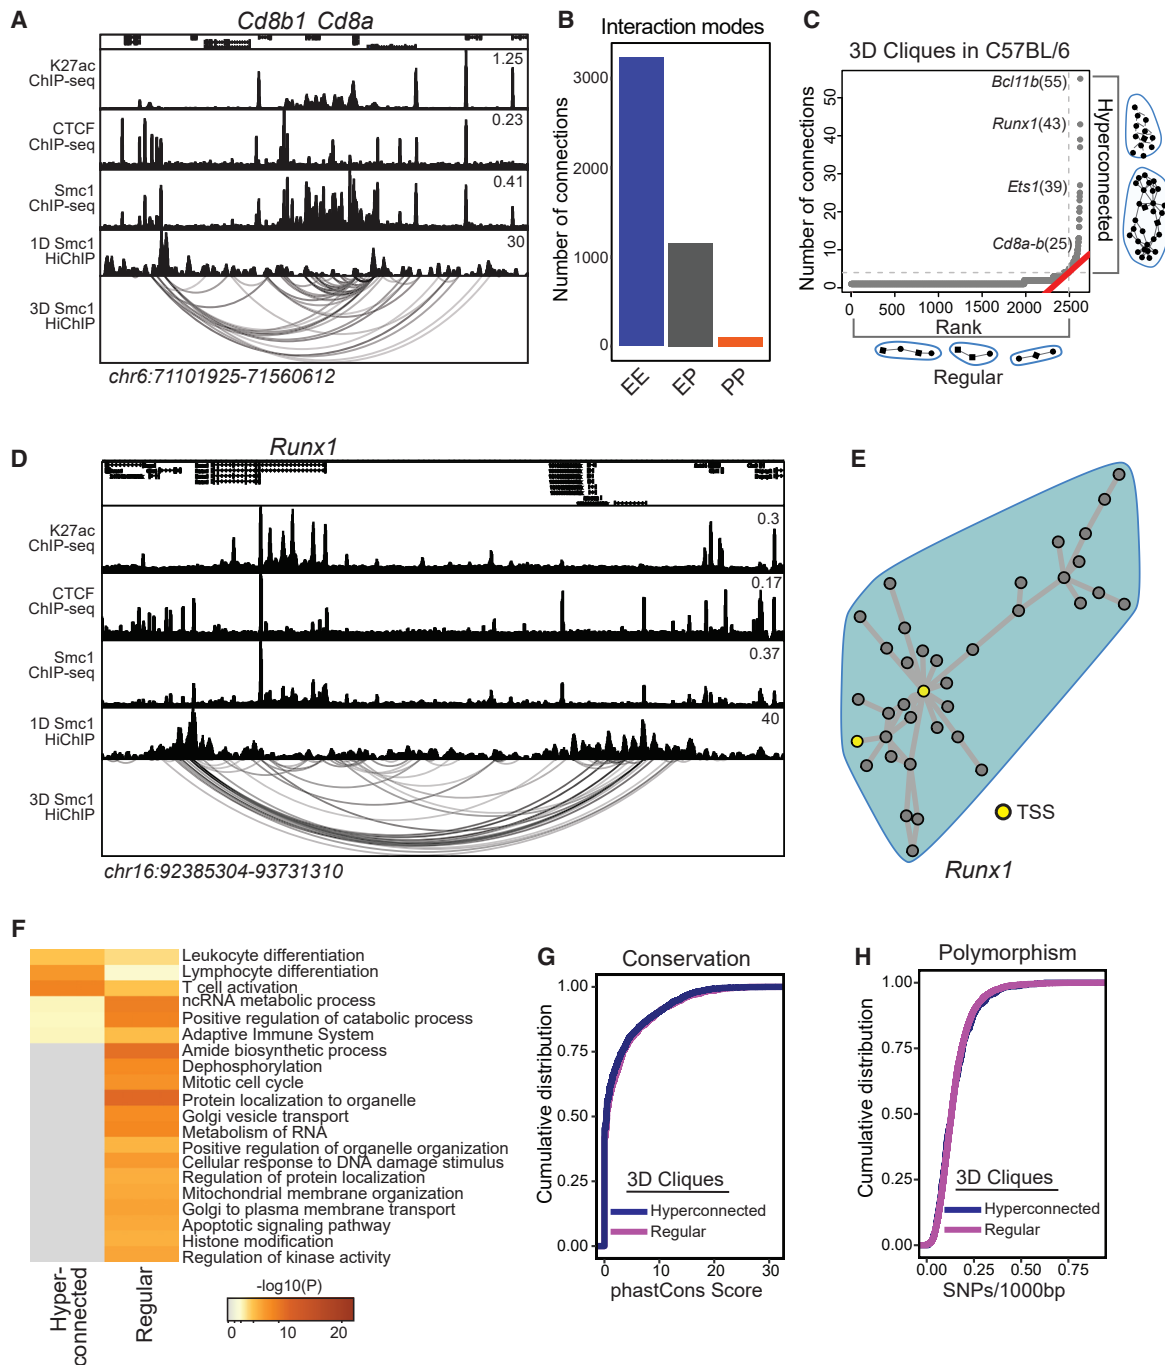 A
Cd8b1 Cd8a
K27ac
ChIP-seq
1.25
CTCF
ChIP-seq
0.23
Smc1
ChIP-seq
0.41
1D Smc1
HiChIP
30
3D Smc1
HiChIP
chr6:71101925-71560612
B
Interaction modes
Number of connections
3000
2000
1000
0
EE
EP
PP
C
3D Cliques in C57BL/6
Number of connections
50
40
30
20
10
0
Bcl11b(55)
Runx1(43)
Ets1(39)
Cd8a-b(25)
Hyperconnected
0
500
1000
1500
2000
2500
Rank
Regular
D
Runx1
K27ac
ChIP-seq
0.3
CTCF
ChIP-seq
0.17
Smc1
ChIP-seq
0.37
1D Smc1
HiChIP
40
3D Smc1
HiChIP
chr16:92385304-93731310
E
TSS
Runx1
F
Leukocyte differentiation
Lymphocyte differentiation
T cell activation
ncRNA metabolic process
Positive regulation of catabolic process
Adaptive Immune System
Amide biosynthetic process
Dephosphorylation
Mitotic cell cycle
Protein localization to organelle
Golgi vesicle transport
Metabolism of RNA
Positive regulation of organelle organization
Cellular response to DNA damage stimulus
Regulation of protein localization
Mitochondrial membrane organization
Golgi to plasma membrane transport
Apoptotic signaling pathway
Histone modification
Regulation of kinase activity
Hyper-
connected
Regular
-log10(P)
0
10
20
G
Conservation
Cumulative distribution
1.00
0.75
0.50
0.25
0.00
3D Cliques
Hyperconnected
Regular
0
10
20
30
phastCons Score
H
Polymorphism
Cumulative distribution
1.00
0.75
0.50
0.25
0.00
3D Cliques
Hyperconnected
Regular
0.00
0.25
0.50
0.75
SNPs/1000bp